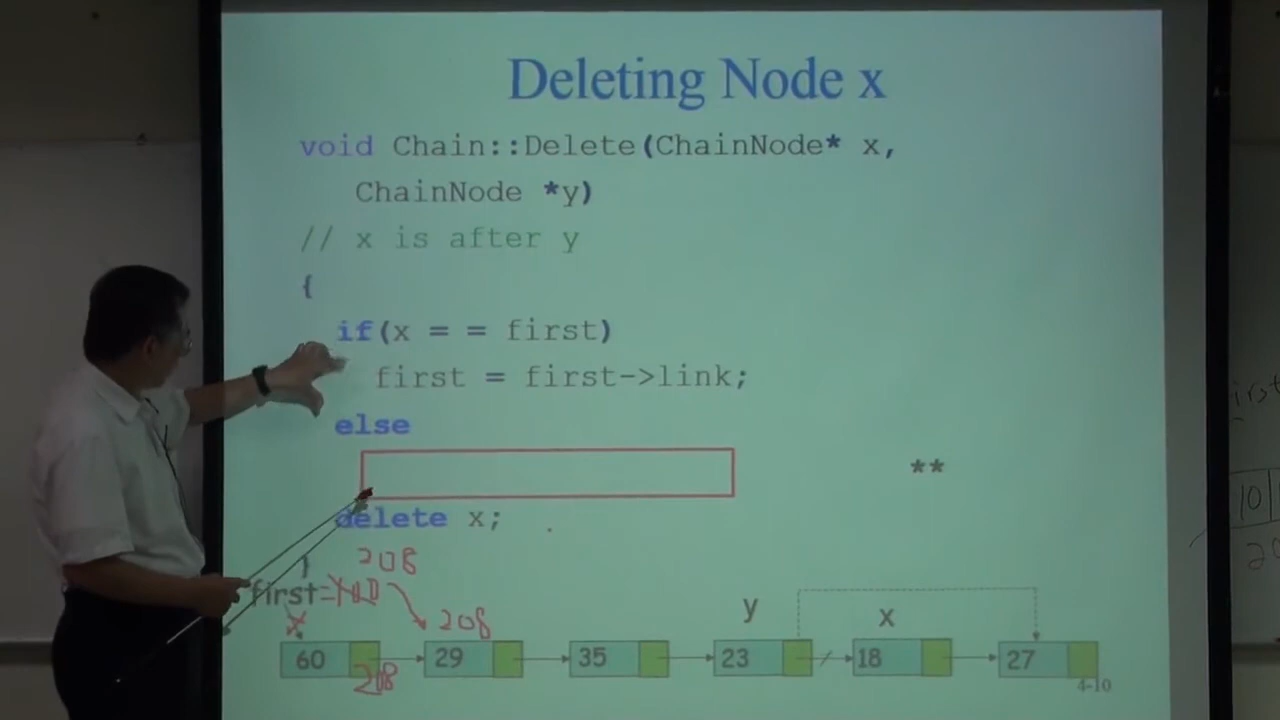 Deleting Node x
void Chain::Delete(ChainNode* x,
ChainNode *y)
// x is after y
{
if(x = = first)
first = first->link;
else
**
delete x;
}
208
first=
x 208 y x
60 29 35 23 18 27
208
4-10
10